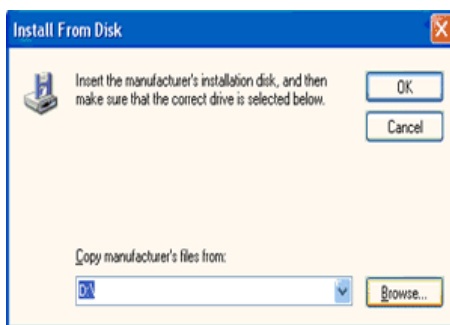 Install From Disk
Insert the manufacturer's installation disk, and then
make sure that the correct drive is selected below.
OK
Cancel
Copy manufacturer's files from:
D:\
Browse...